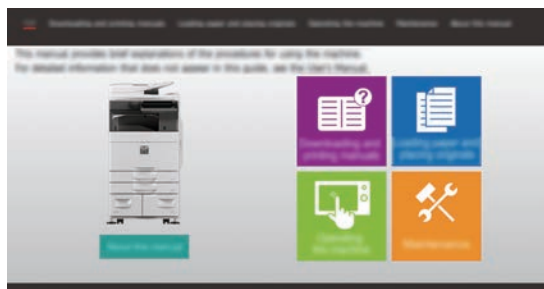 Downloading and printing manuals Loading paper and placing originals Operating the machine Maintenance About this manual
This manual provides brief explanations of the procedures for using the machine.
For detailed information that does not appear in this guide, see the User's Manual.
?
Downloading and
printing manuals
Loading paper and
placing originals
Operating
the machine
Maintenance
About this manual